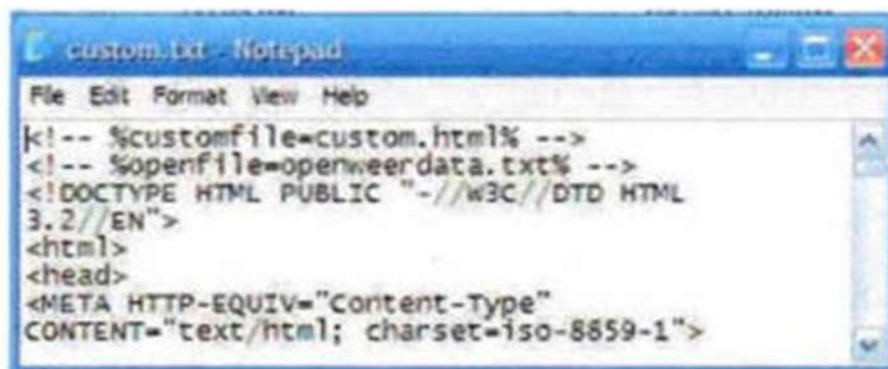 custom.txt - Notepad
File Edit Format View Help
<!-- %customfile=custom.html% -->
<!-- %openfile=openweerdata.txt% -->
<!DOCTYPE HTML PUBLIC "-//W3C//DTD HTML
3.2//EN">
<html>
<head>
<META HTTP-EQUIV="Content-Type"
CONTENT="text/html; charset=iso-8859-1">